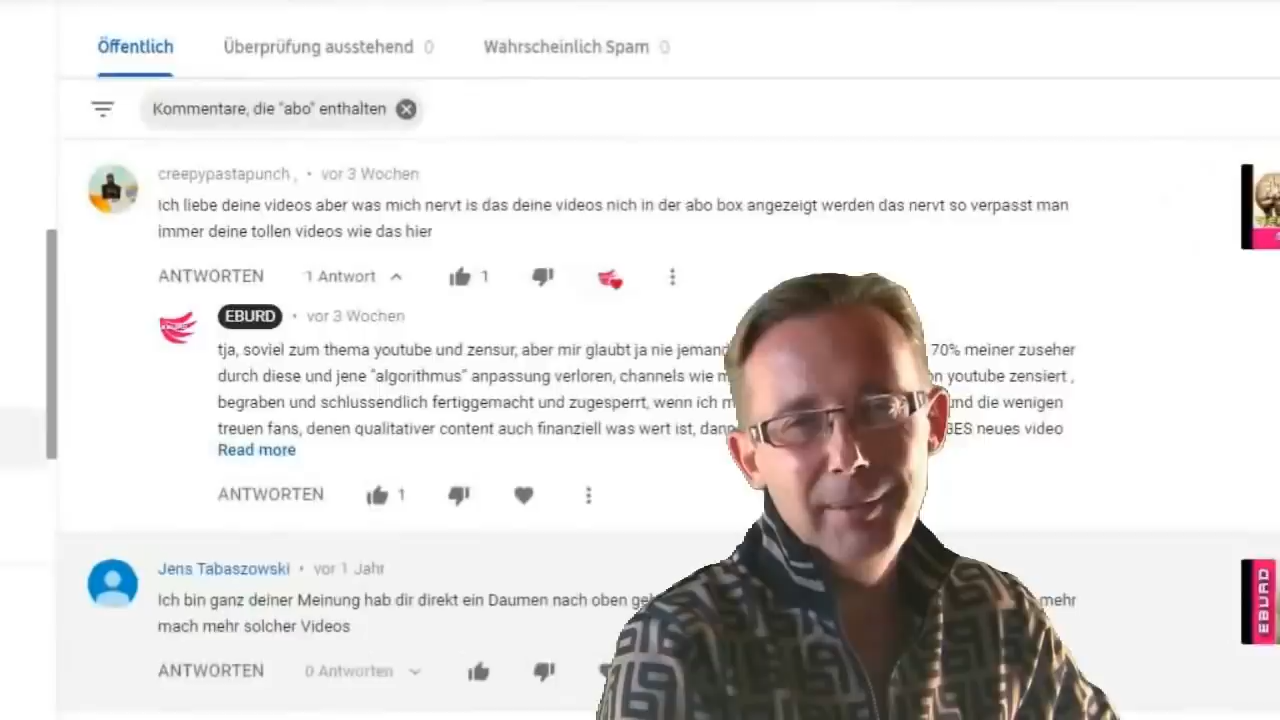 Öffentlich
Überprüfung ausstehend 0
Wahrscheinlich Spam 0
Kommentare, die "abo" enthalten
creepypastapunch , • vor 3 Wochen
Ich liebe deine videos aber was mich nervt is das deine videos nich in der abo box angezeigt werden das nervt so verpasst man
immer deine tollen videos wie das hier
ANTWORTEN 1 Antwort 1
EBURD • vor 3 Wochen
tja, soviel zum thema youtube und zensur, aber mir glaubt ja nie jemand 70% meiner zuseher
durch diese und jene "algorithmus" anpassung verloren, channels wie youtube zensiert ,
begraben und schlussendlich fertiggemacht und zugesperrt, wenn ich und die wenigen
treuen fans, denen qualitativer content auch finanziell was wert ist, neues video
Read more
ANTWORTEN 1
Jens Tabaszowski • vor 1 Jahr
Ich bin ganz deiner Meinung hab dir direkt ein Daumen nach oben mehr
mach mehr solcher Videos
ANTWORTEN 0 Antworten
EBURD